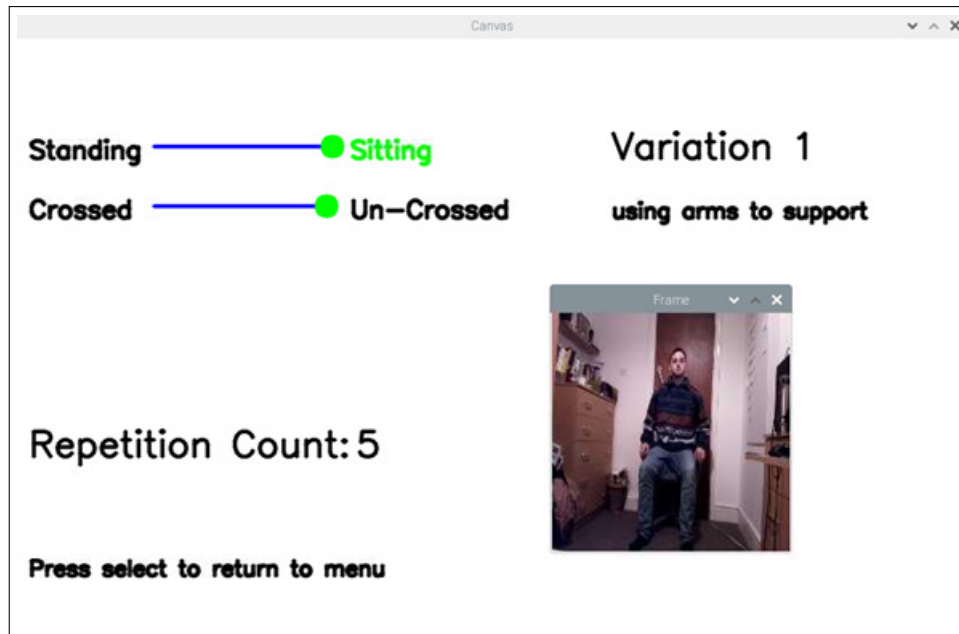 Canvas
Standing Sitting
Crossed Un-Crossed
Variation 1
using arms to support
Frame
Repetition Count: 5
Press select to return to menu